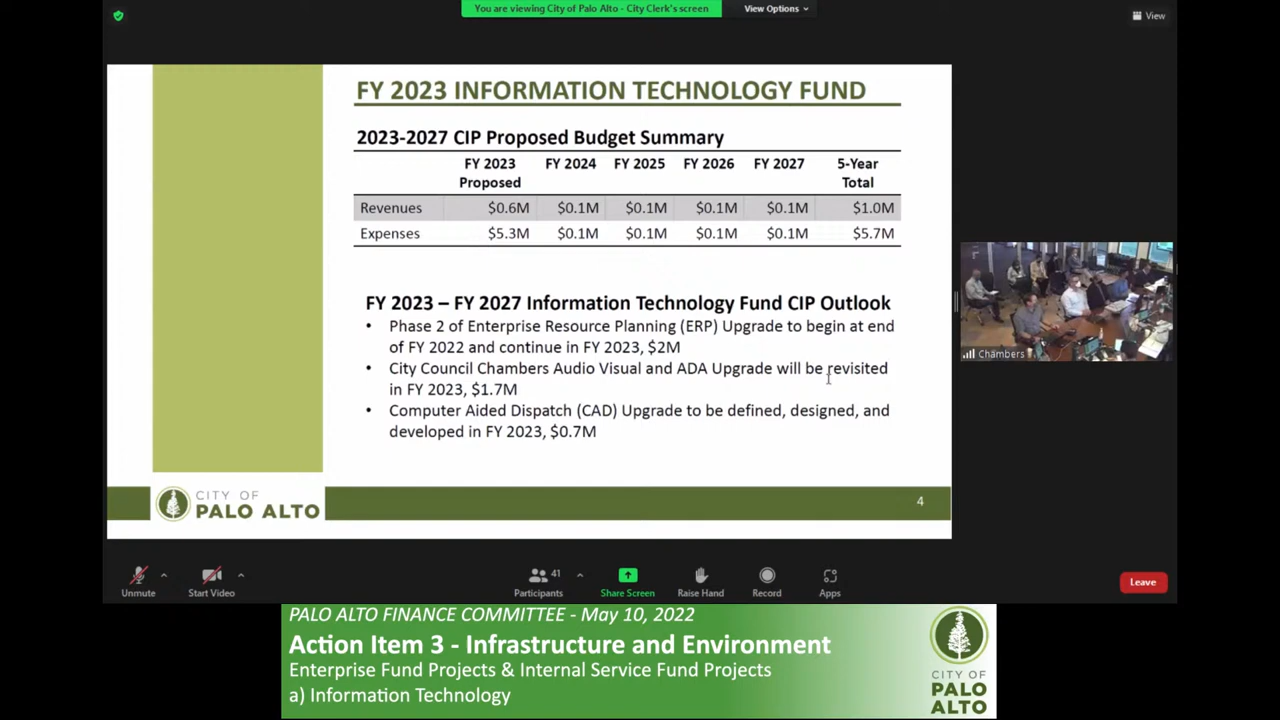 You are viewing City of Palo Alto - City Clerk's screen
View Options
View
FY 2023 INFORMATION TECHNOLOGY FUND
2023-2027 CIP Proposed Budget Summary
FY 2023 Proposed FY 2024 FY 2025 FY 2026 FY 2027 5-Year Total
Revenues $0.6M $0.1M $0.1M $0.1M $0.1M $1.0M
Expenses $5.3M $0.1M $0.1M $0.1M $0.1M $5.7M
FY 2023 – FY 2027 Information Technology Fund CIP Outlook
• Phase 2 of Enterprise Resource Planning (ERP) Upgrade to begin at end
of FY 2022 and continue in FY 2023, $2M
• City Council Chambers Audio Visual and ADA Upgrade will be revisited
in FY 2023, $1.7M
• Computer Aided Dispatch (CAD) Upgrade to be defined, designed, and
developed in FY 2023, $0.7M
CITY OF
PALO ALTO
4
Chambers
Unmute
Start Video
41
Participants
Share Screen
Raise Hand
Record
Apps
Leave
PALO ALTO FINANCE COMMITTEE - May 10, 2022
Action Item 3 - Infrastructure and Environment
Enterprise Fund Projects & Internal Service Fund Projects
a) Information Technology
CITY OF
PALO
ALTO